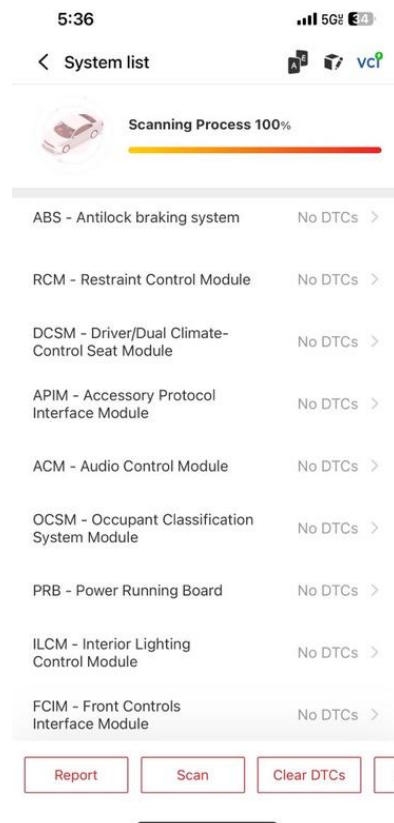 5:36
5G 34
System list
A E
vci
Scanning Process 100%
ABS - Antilock braking system
No DTCs
RCM - Restraint Control Module
No DTCs
DCSM - Driver/Dual Climate-
Control Seat Module
No DTCs
APIM - Accessory Protocol
Interface Module
No DTCs
ACM - Audio Control Module
No DTCs
OCSM - Occupant Classification
System Module
No DTCs
PRB - Power Running Board
No DTCs
ILCM - Interior Lighting
Control Module
No DTCs
FCIM - Front Controls
Interface Module
No DTCs
Report
Scan
Clear DTCs